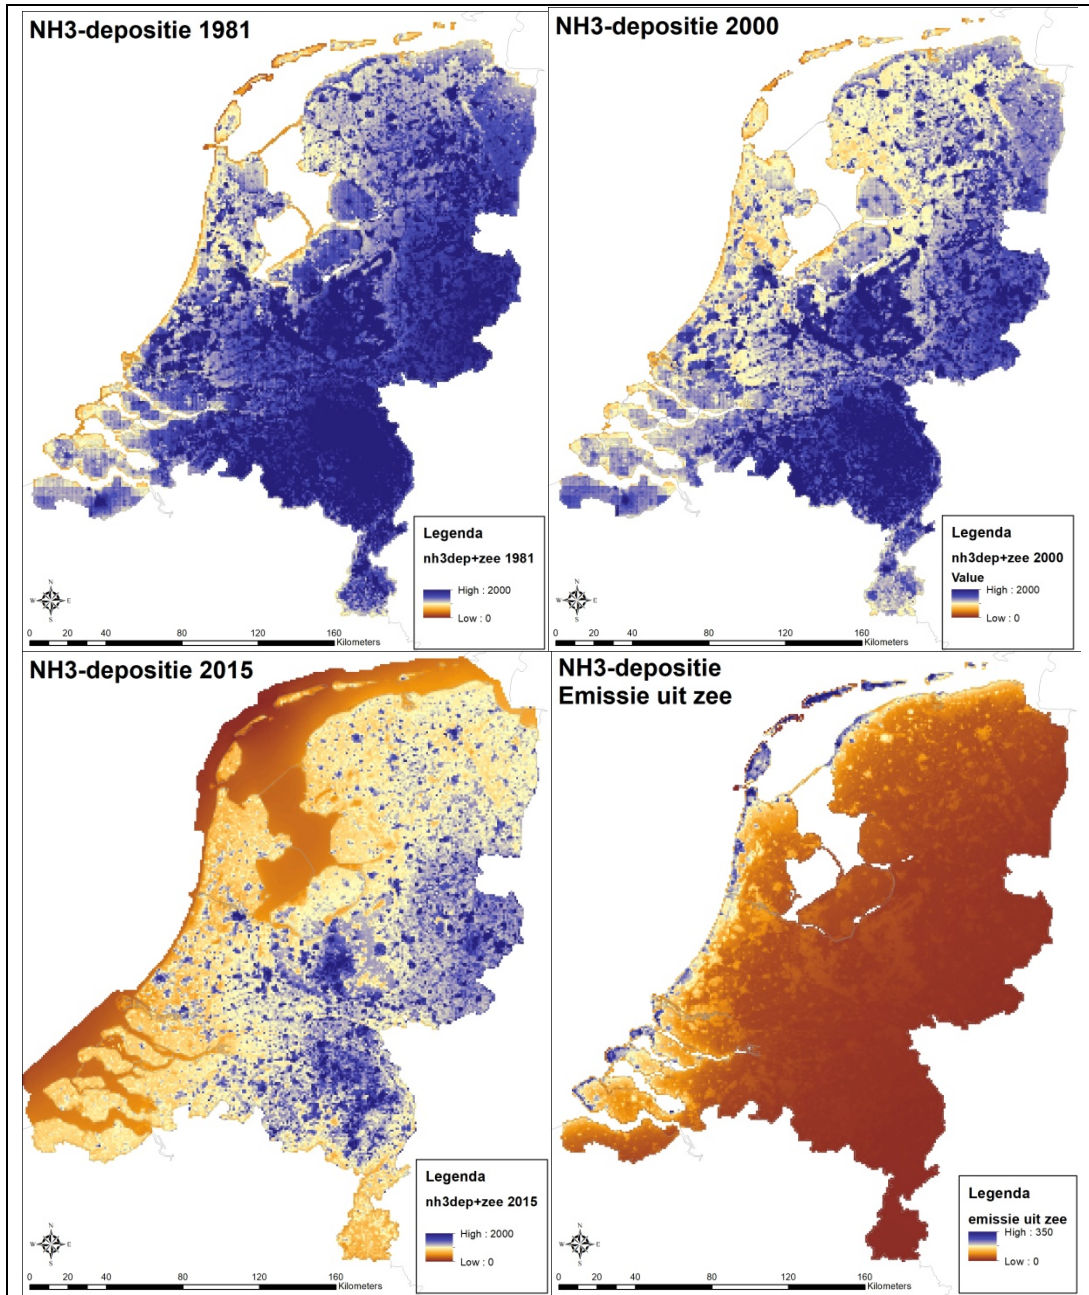 NH3-depositie 1981
Legenda
nh3dep+zee 1981
High : 2000
Low : 0
N
W E
S
0 20 40 80 120 160
Kilometers
NH3-depositie 2000
Legenda
nh3dep+zee 2000
Value
High : 2000
Low : 0
N
W E
S
0 20 40 80 120 160
Kilometers
NH3-depositie 2015
Legenda
nh3dep+zee 2015
High : 2000
Low : 0
N
W E
S
0 20 40 80 120 160
Kilometers
NH3-depositie
Emissie uit zee
Legenda
emissie uit zee
High : 350
Low : 0
N
W E
S
0 20 40 80 120 160
Kilometers